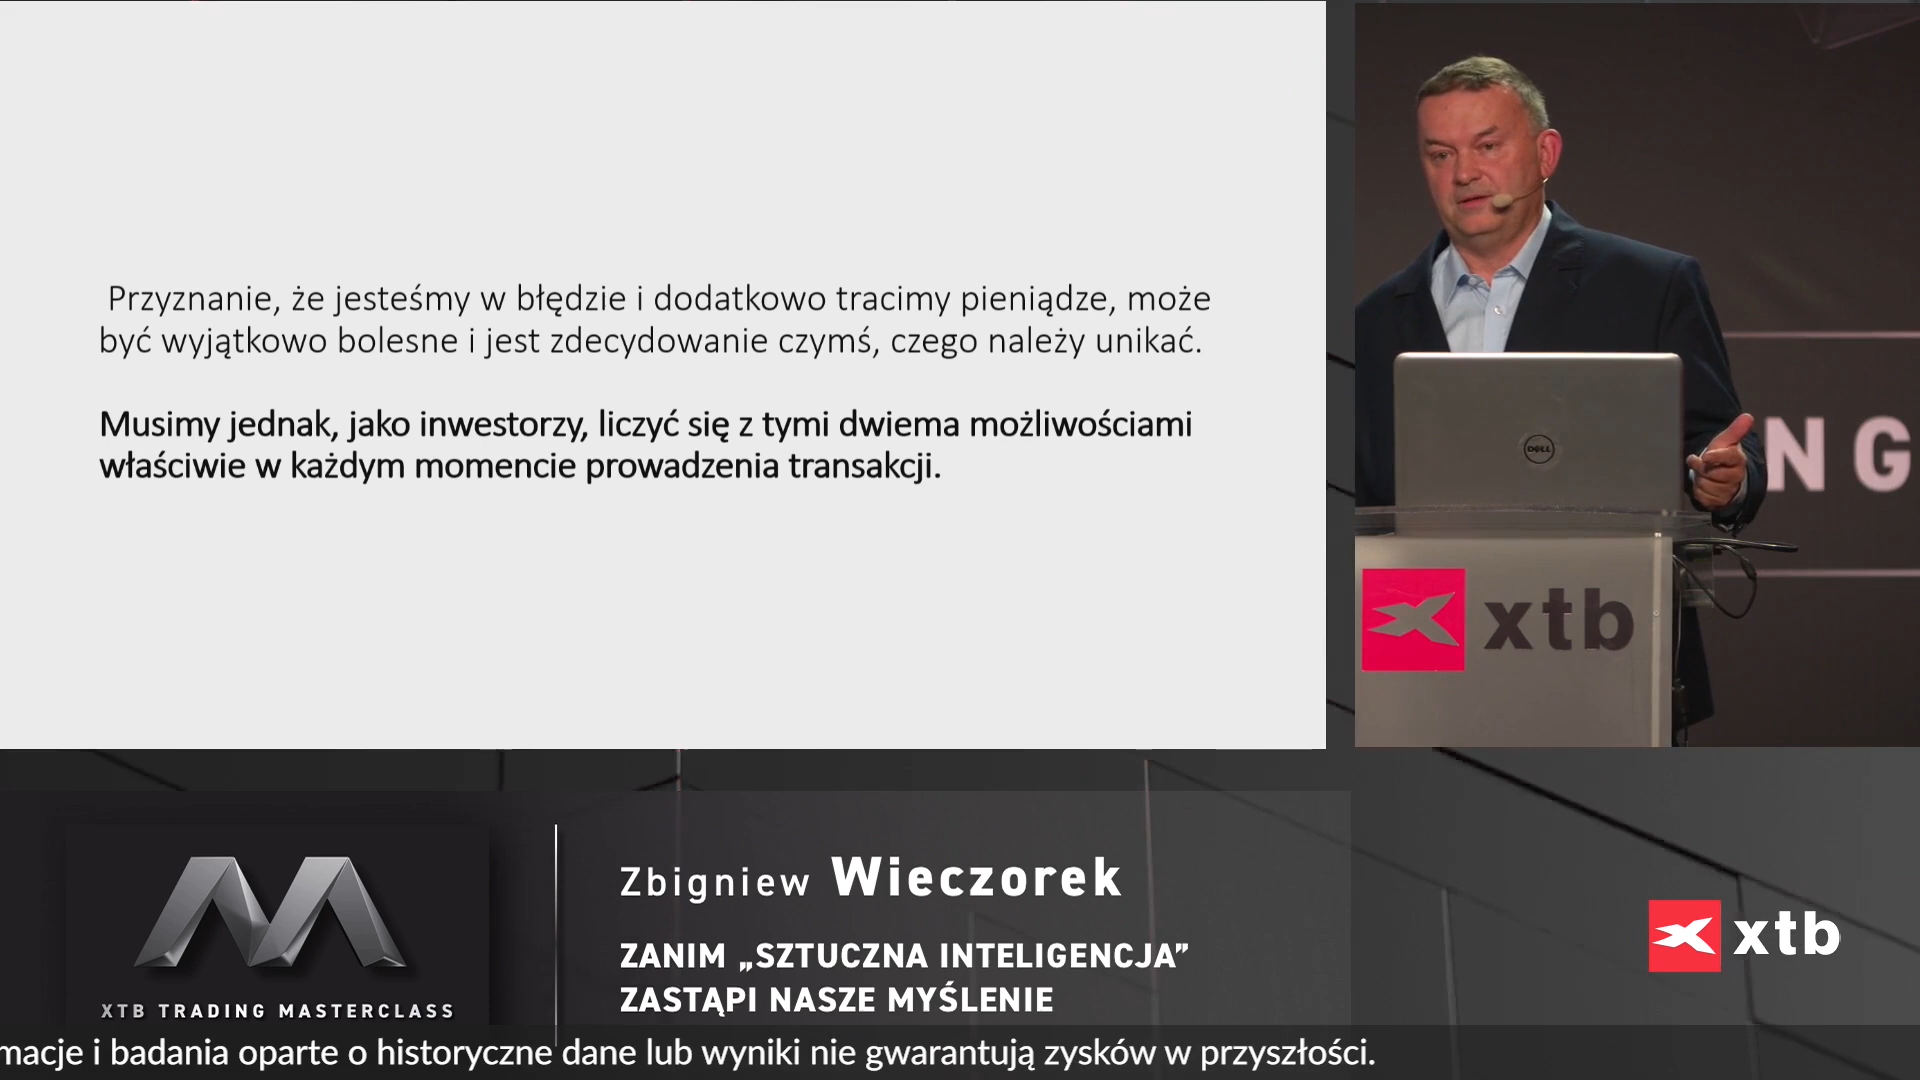 Przyznanie, że jesteśmy w błędzie i dodatkowo tracimy pieniądze, może
być wyjątkowo bolesne i jest zdecydowanie czymś, czego należy unikać.
Musimy jednak, jako inwestorzy, liczyć się z tymi dwiema możliwościami
właściwie w każdym momencie prowadzenia transakcji.
DELL
NG
xtb
Zbigniew Wieczorek
ZANIM „SZTUCZNA INTELIGENCJA”
ZASTĄPI NASZE MYŚLENIE
XTB TRADING MASTERCLASS
xtb
macje i badania oparte o historyczne dane lub wyniki nie gwarantują zysków w przyszłości.